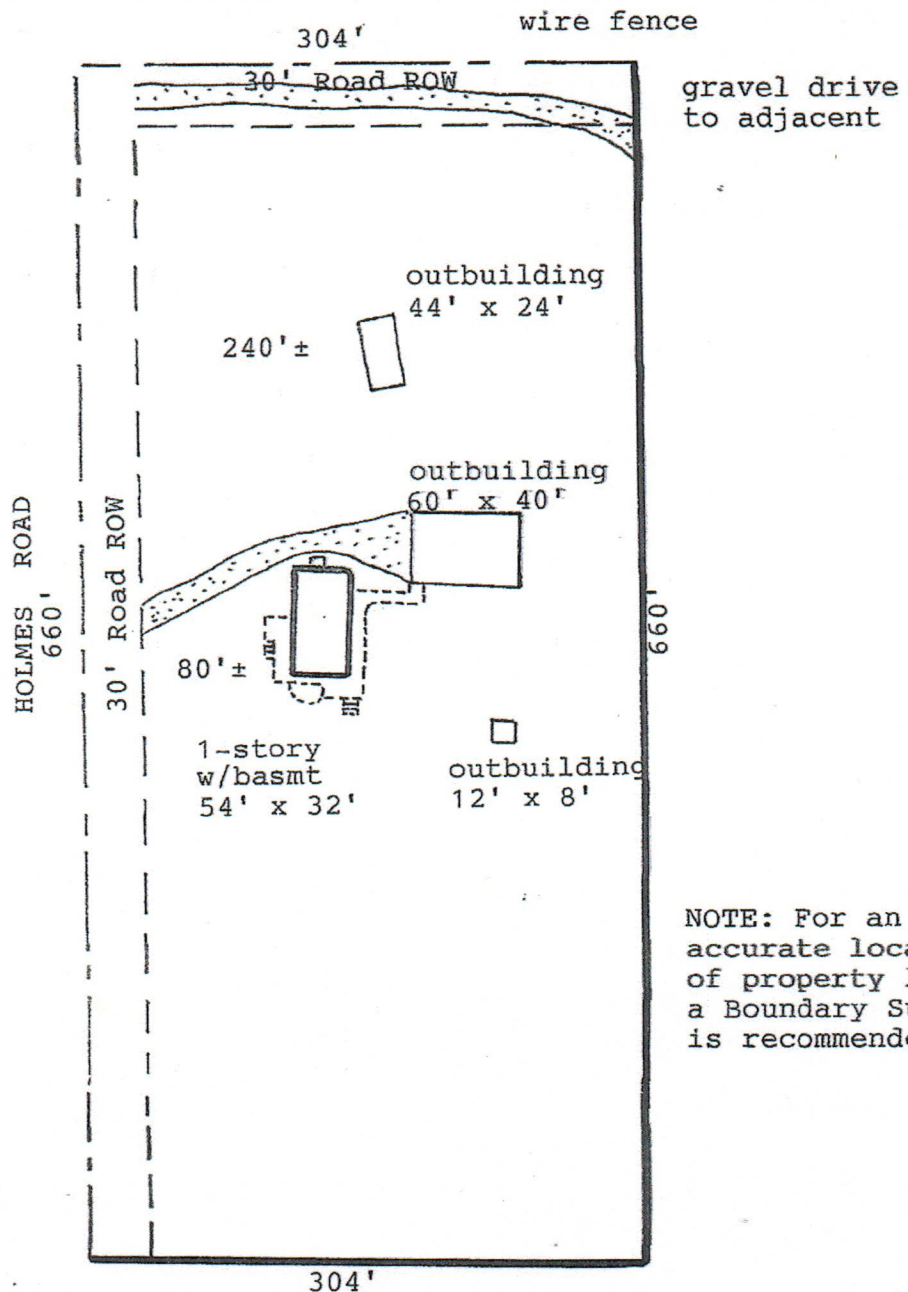 wire fence
304'
30' Road ROW
gravel drive
to adjacent
outbuilding
44' x 24'
240'±
outbuilding
60' x 40'
HOLMES ROAD
660'
30' Road ROW
660'
80'±
1-story
w/basmt
54' x 32'
outbuilding
12' x 8'
NOTE: For an
accurate loca
of property
a Boundary Su
is recommend
304'